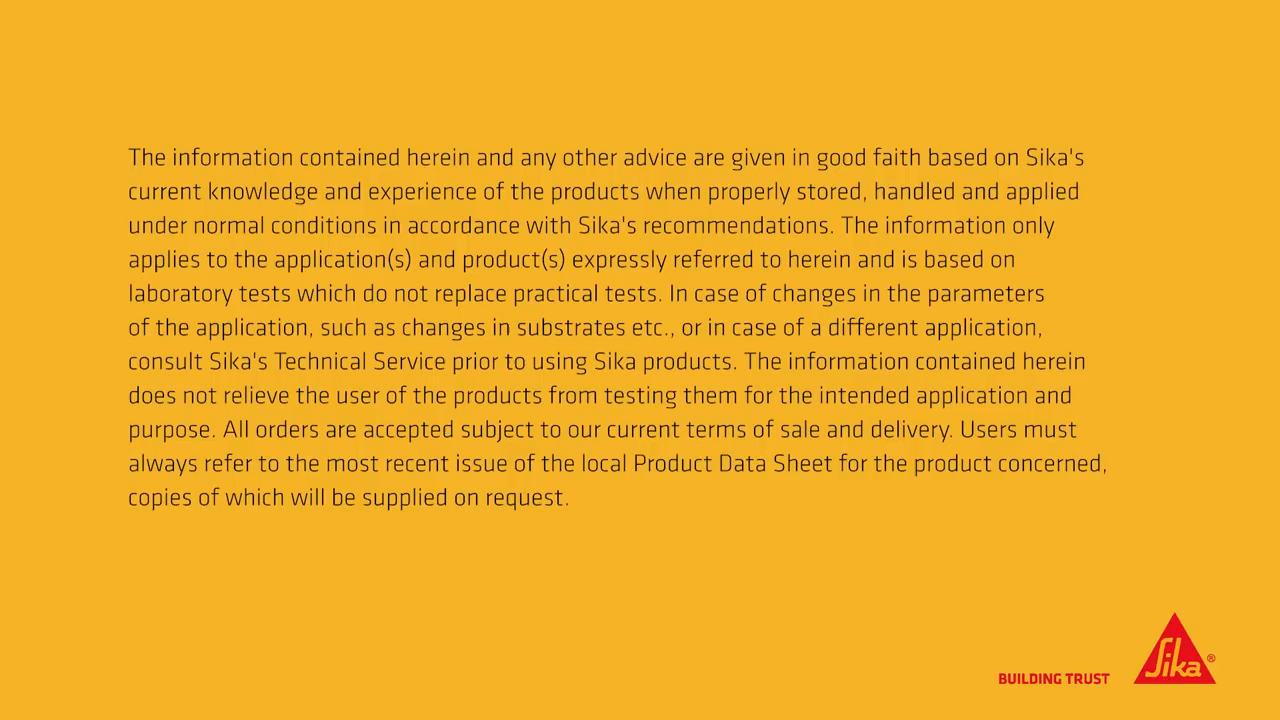 The information contained herein and any other advice are given in good faith based on Sika's
current knowledge and experience of the products when properly stored, handled and applied
under normal conditions in accordance with Sika's recommendations. The information only
applies to the application(s) and product(s) expressly referred to herein and is based on
laboratory tests which do not replace practical tests. In case of changes in the parameters
of the application, such as changes in substrates etc., or in case of a different application,
consult Sika's Technical Service prior to using Sika products. The information contained herein
does not relieve the user of the products from testing them for the intended application and
purpose. All orders are accepted subject to our current terms of sale and delivery. Users must
always refer to the most recent issue of the local Product Data Sheet for the product concerned,
copies of which will be supplied on request.
BUILDING TRUST
Sika®